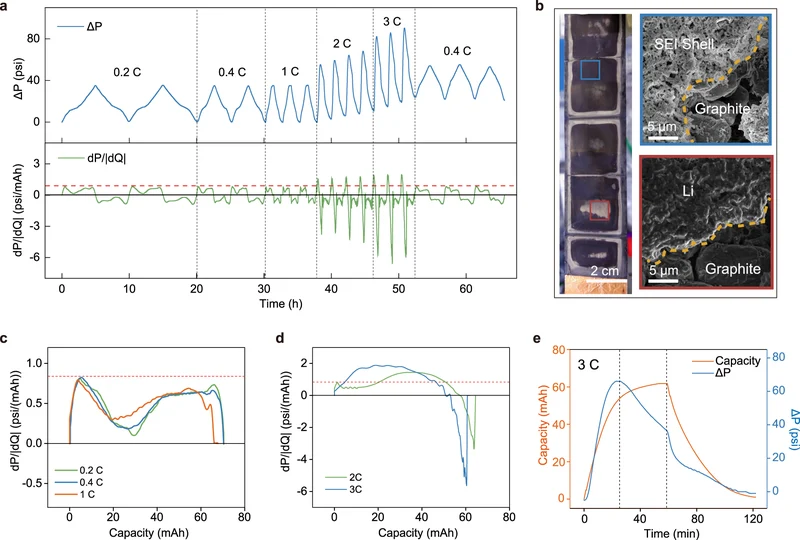 a
ΔP
0.2 C
0.4 C
1 C
2 C
3 C
0.4 C
ΔP (psi)
80
40
0
dP/|dQ|
dP/|dQ| (psi/mAh)
3
0
-3
-6
0 10 20 30 40 50 60
Time (h)
b
2 cm
SEI Shell
Graphite
5 μm
Li
Graphite
5 μm
c
dP/|dQ| (psi/(mAh))
1.0
0.5
0.0
-0.5
0.2 C
0.4 C
1 C
0 20 40 60 80
Capacity (mAh)
d
dP/|dQ| (psi/(mAh))
2
0
-2
-4
-6
2C
3C
0 20 40 60 80
Capacity (mAh)
e
3 C
Capacity
ΔP
Capacity (mAh)
80
60
40
20
0
ΔP (psi)
80
60
40
20
0
0 40 80 120
Time (min)